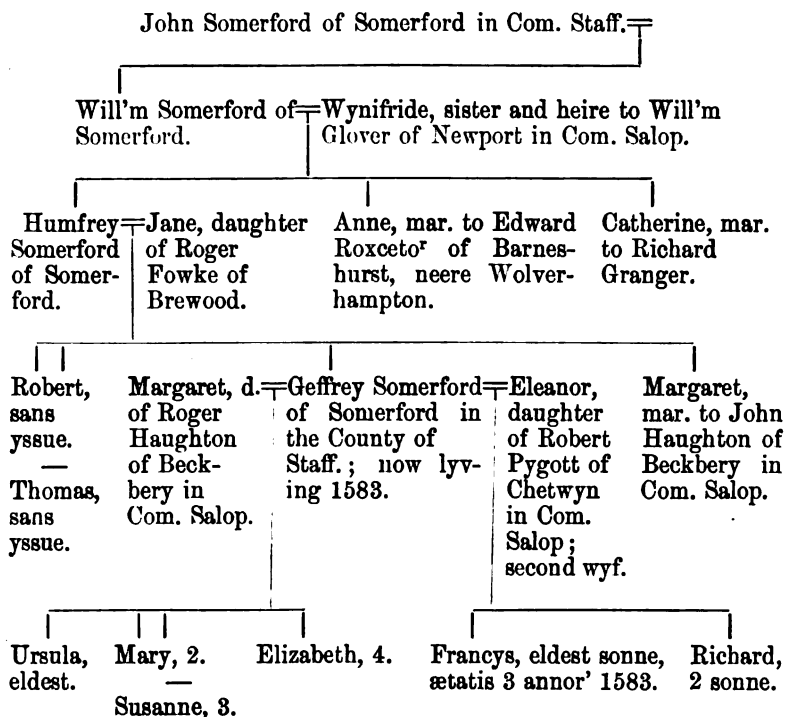 John Somerford of Somerford in Com. Staff.
Will'm Somerford of
Somerford.
Wynifride, sister and heire to Will'm
Glover of Newport in Com. Salop.
Humfrey
Somerford
of Somer-
ford.
Jane, daughter
of Roger
Fowke of
Brewood.
Anne, mar. to Edward
Roxcetoʳ of Barnes-
hurst, neere Wolver-
hampton.
Catherine, mar.
to Richard
Granger.
Robert,
sans
yssue.
—
Thomas,
sans
yssue.
Margaret, d.
of Roger
Haughton
of Beck-
bery in
Com. Salop.
Geffrey Somerford
of Somerford in
the County of
Staff.; now lyv-
ing 1583.
Eleanor,
daughter
of Robert
Pygott of
Chetwyn
in Com.
Salop;
second wyf.
Margaret,
mar. to John
Haughton of
Beckbery in
Com. Salop.
Ursula,
eldest.
Mary, 2.
—
Susanne, 3.
Elizabeth, 4.
Francys, eldest sonne,
ætatis 3 annor' 1583.
Richard,
2 sonne.